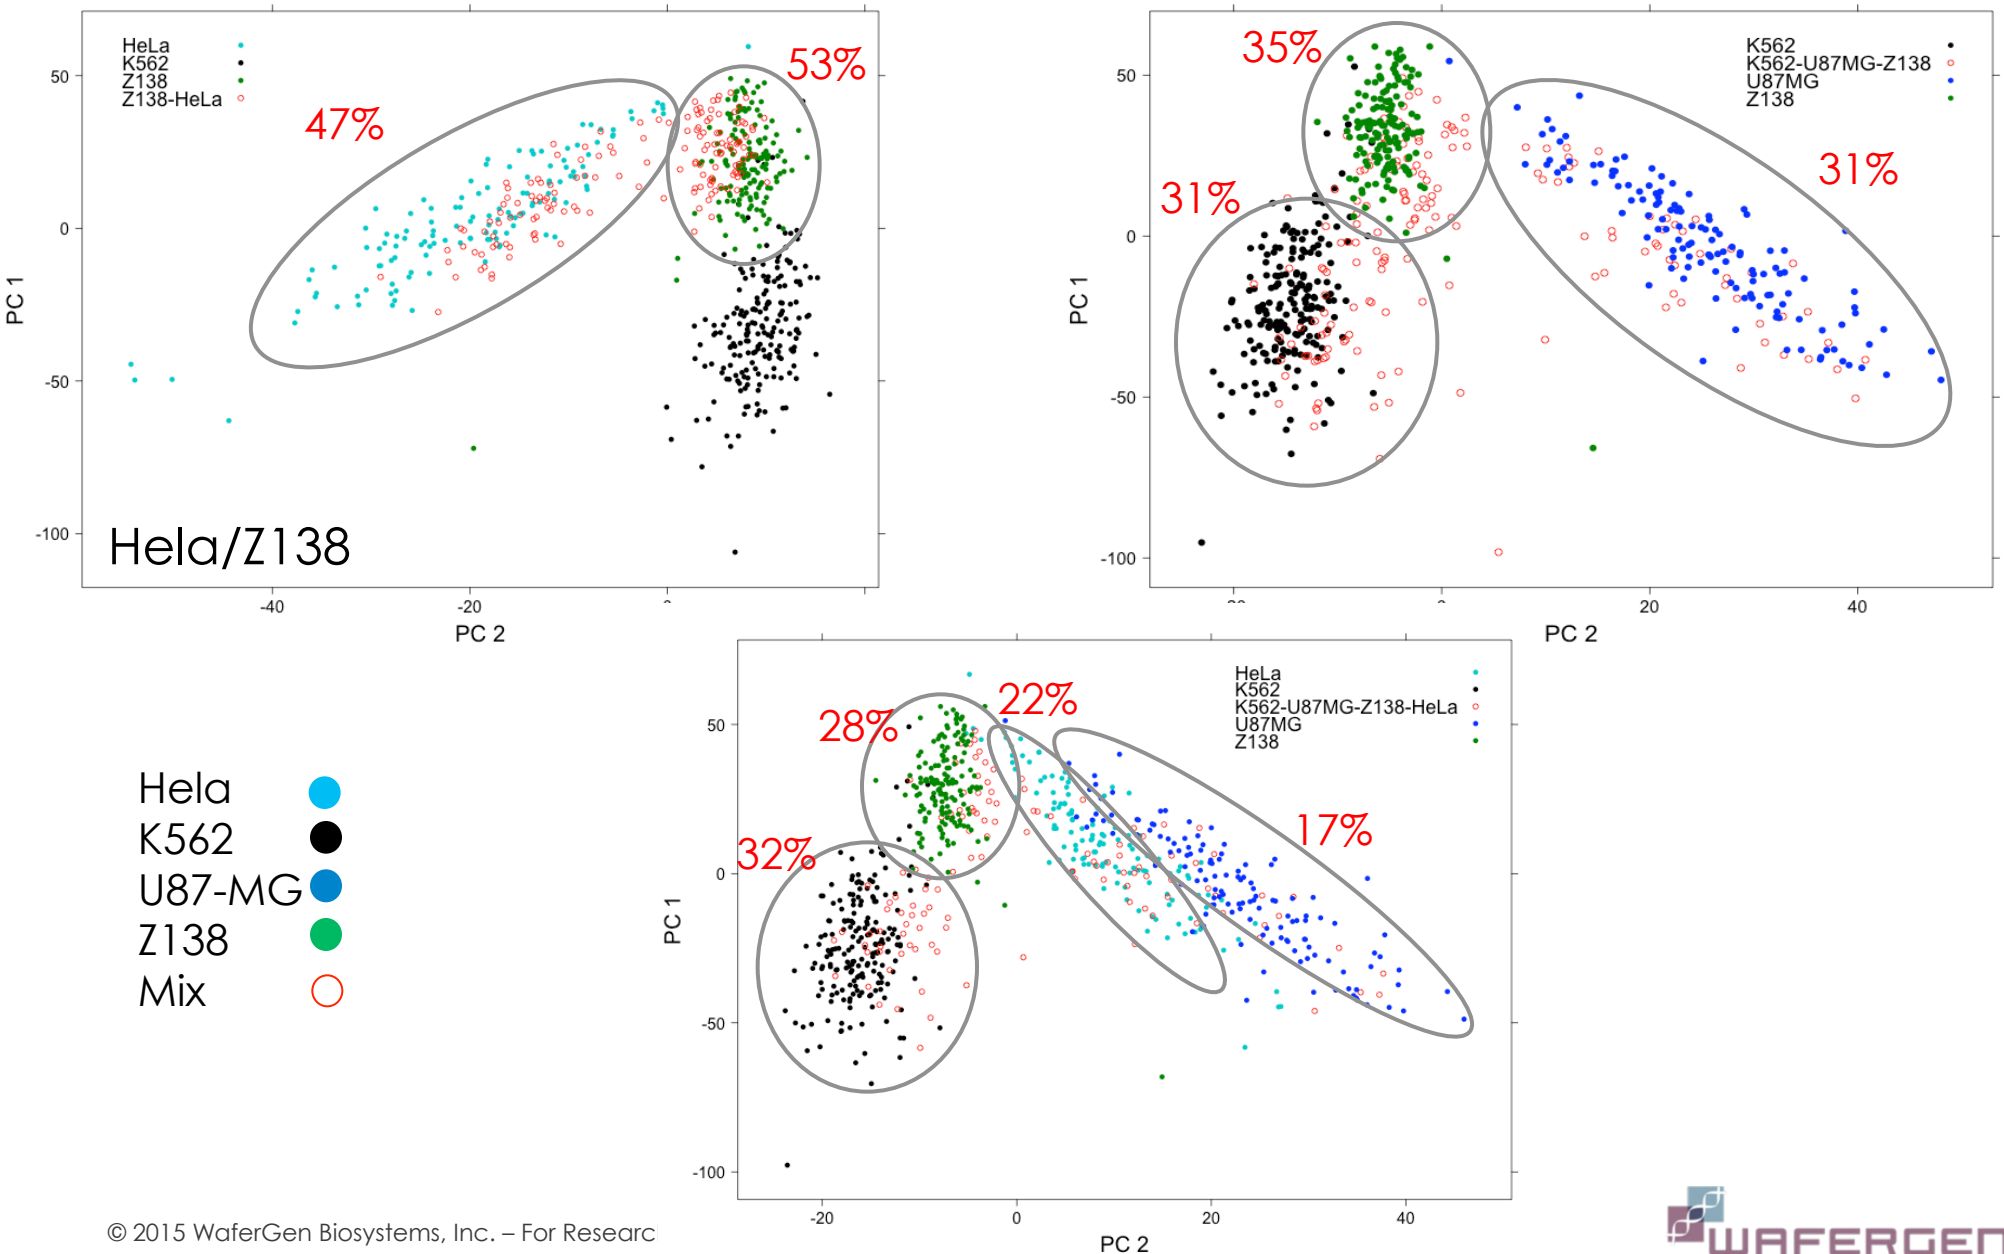 HeLa
K562
Z138
Z138-HeLa
47%
53%
50
0
-50
-100
PC 1
Hela/Z138
-40
-20
PC 2
K562
K562-U87MG-Z138
U87MG
Z138
35%
31%
31%
50
0
-50
-100
PC 1
0
20
40
PC 2
HeLa
K562
K562-U87MG-Z138-HeLa
U87MG
Z138
28%
22%
32%
17%
50
0
-50
-100
PC 1
-20
0
20
40
PC 2
Hela
K562
U87-MG
Z138
Mix
© 2015 WaferGen Biosystems, Inc. – For Researc
WAFERGEN